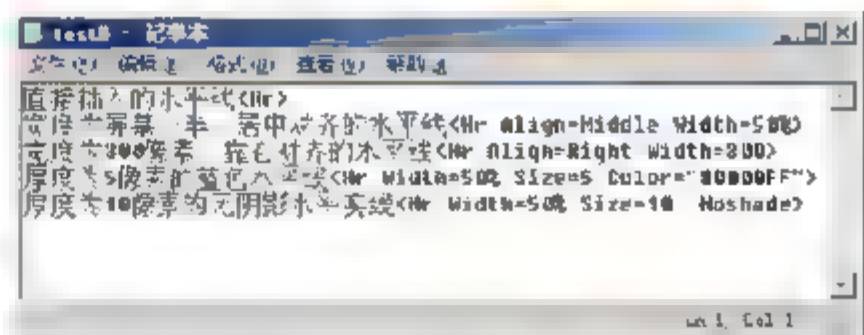 test8 - 记事本
文件(F) 编辑(E) 格式(O) 查看(V) 帮助(H)
直接插入的水平线<Hr>
宽度为屏幕一半 居中对齐的水平线<Hr Align=Middle Width=50%>
宽度为300像素 靠右对齐的水平线<Hr Align=Right Width=300>
厚度为5像素的蓝色水平线<Hr Width=50% Size=5 Color="#0000FF">
厚度为10像素的无阴影水平实线<Hr Width=50% Size=10 Noshade>
Ln 1, Col 1